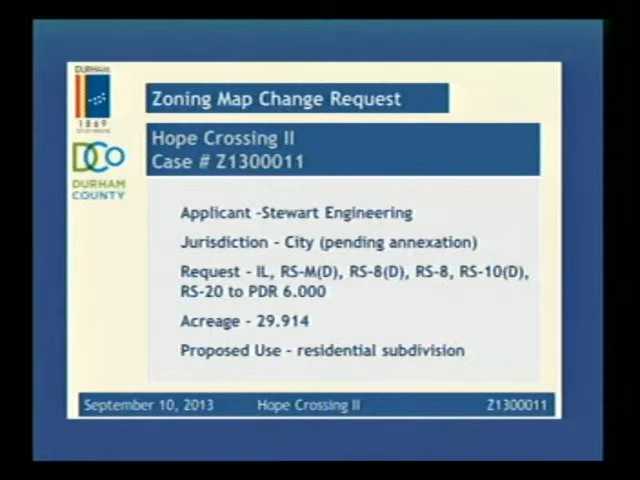 DURHAM
1869
DCO
DURHAM
COUNTY
Zoning Map Change Request
Hope Crossing II
Case # Z1300011
Applicant -Stewart Engineering
Jurisdiction - City (pending annexation)
Request - IL, RS-M(D), RS-8(D), RS-8, RS-10(D),
RS-20 to PDR 6.000
Acreage - 29.914
Proposed Use - residential subdivision
September 10, 2013 Hope Crossing II Z1300011